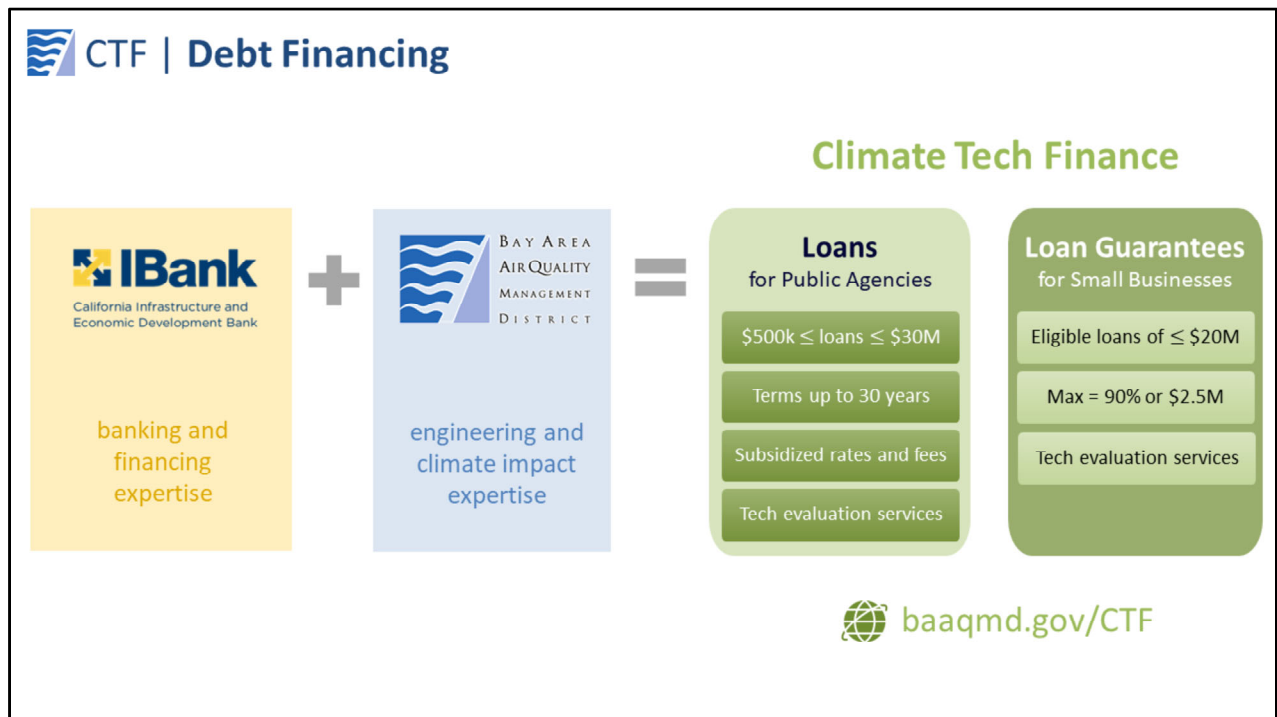 CTF | Debt Financing
Climate Tech Finance
IBank
California Infrastructure and
Economic Development Bank
banking and
financing
expertise
BAY AREA
AIR QUALITY
MANAGEMENT
DISTRICT
engineering and
climate impact
expertise
Loans
for Public Agencies
$500k ≤ loans ≤ $30M
Terms up to 30 years
Subsidized rates and fees
Tech evaluation services
Loan Guarantees
for Small Businesses
Eligible loans of ≤ $20M
Max = 90% or $2.5M
Tech evaluation services
baaqmd.gov/CTF